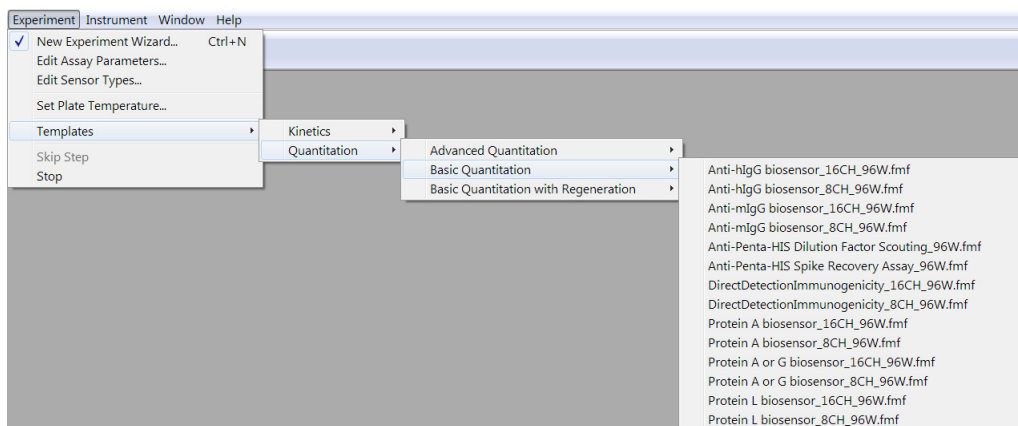 Experiment Instrument Window Help
✓ New Experiment Wizard... Ctrl+N
Edit Assay Parameters...
Edit Sensor Types...
Set Plate Temperature...
Templates
Skip Step
Stop
Kinetics
Quantitation
Advanced Quantitation
Basic Quantitation
Basic Quantitation with Regeneration
Anti-hIgG biosensor_16CH_96W.fmf
Anti-hIgG biosensor_8CH_96W.fmf
Anti-mIgG biosensor_16CH_96W.fmf
Anti-mIgG biosensor_8CH_96W.fmf
Anti-Penta-HIS Dilution Factor Scouting_96W.fmf
Anti-Penta-HIS Spike Recovery Assay_96W.fmf
DirectDetectionImmunogenicity_16CH_96W.fmf
DirectDetectionImmunogenicity_8CH_96W.fmf
Protein A biosensor_16CH_96W.fmf
Protein A biosensor_8CH_96W.fmf
Protein A or G biosensor_16CH_96W.fmf
Protein A or G biosensor_8CH_96W.fmf
Protein L biosensor_16CH_96W.fmf
Protein L biosensor_8CH_96W.fmf